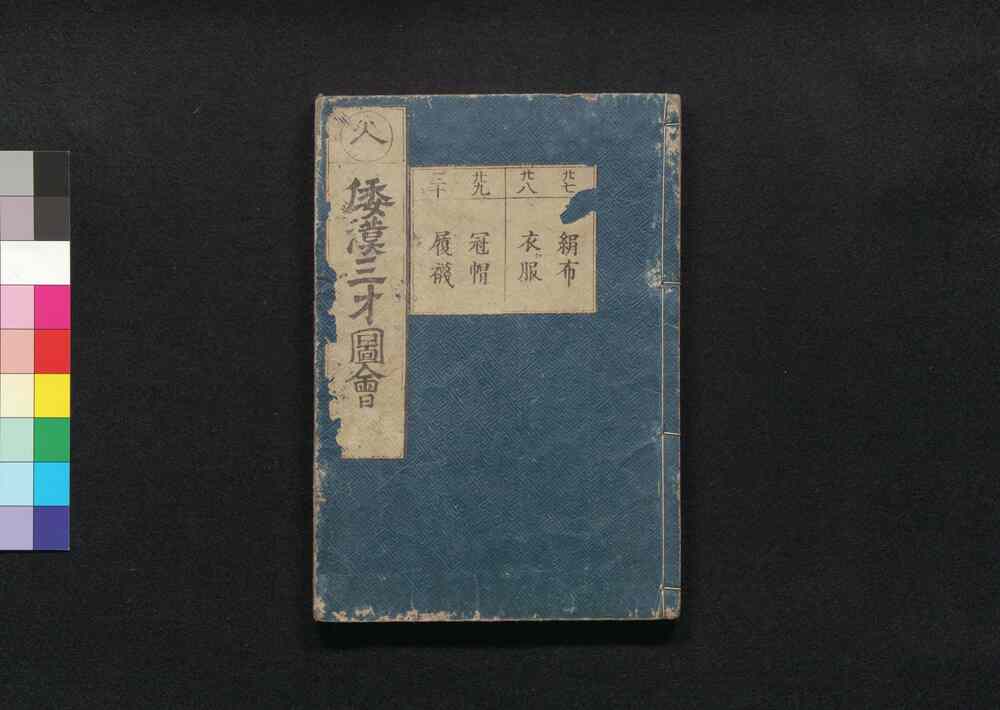 人
倭漢三才圖會
廿七 絹布
廿八 衣服
廿九 冠帽
三十 履襪